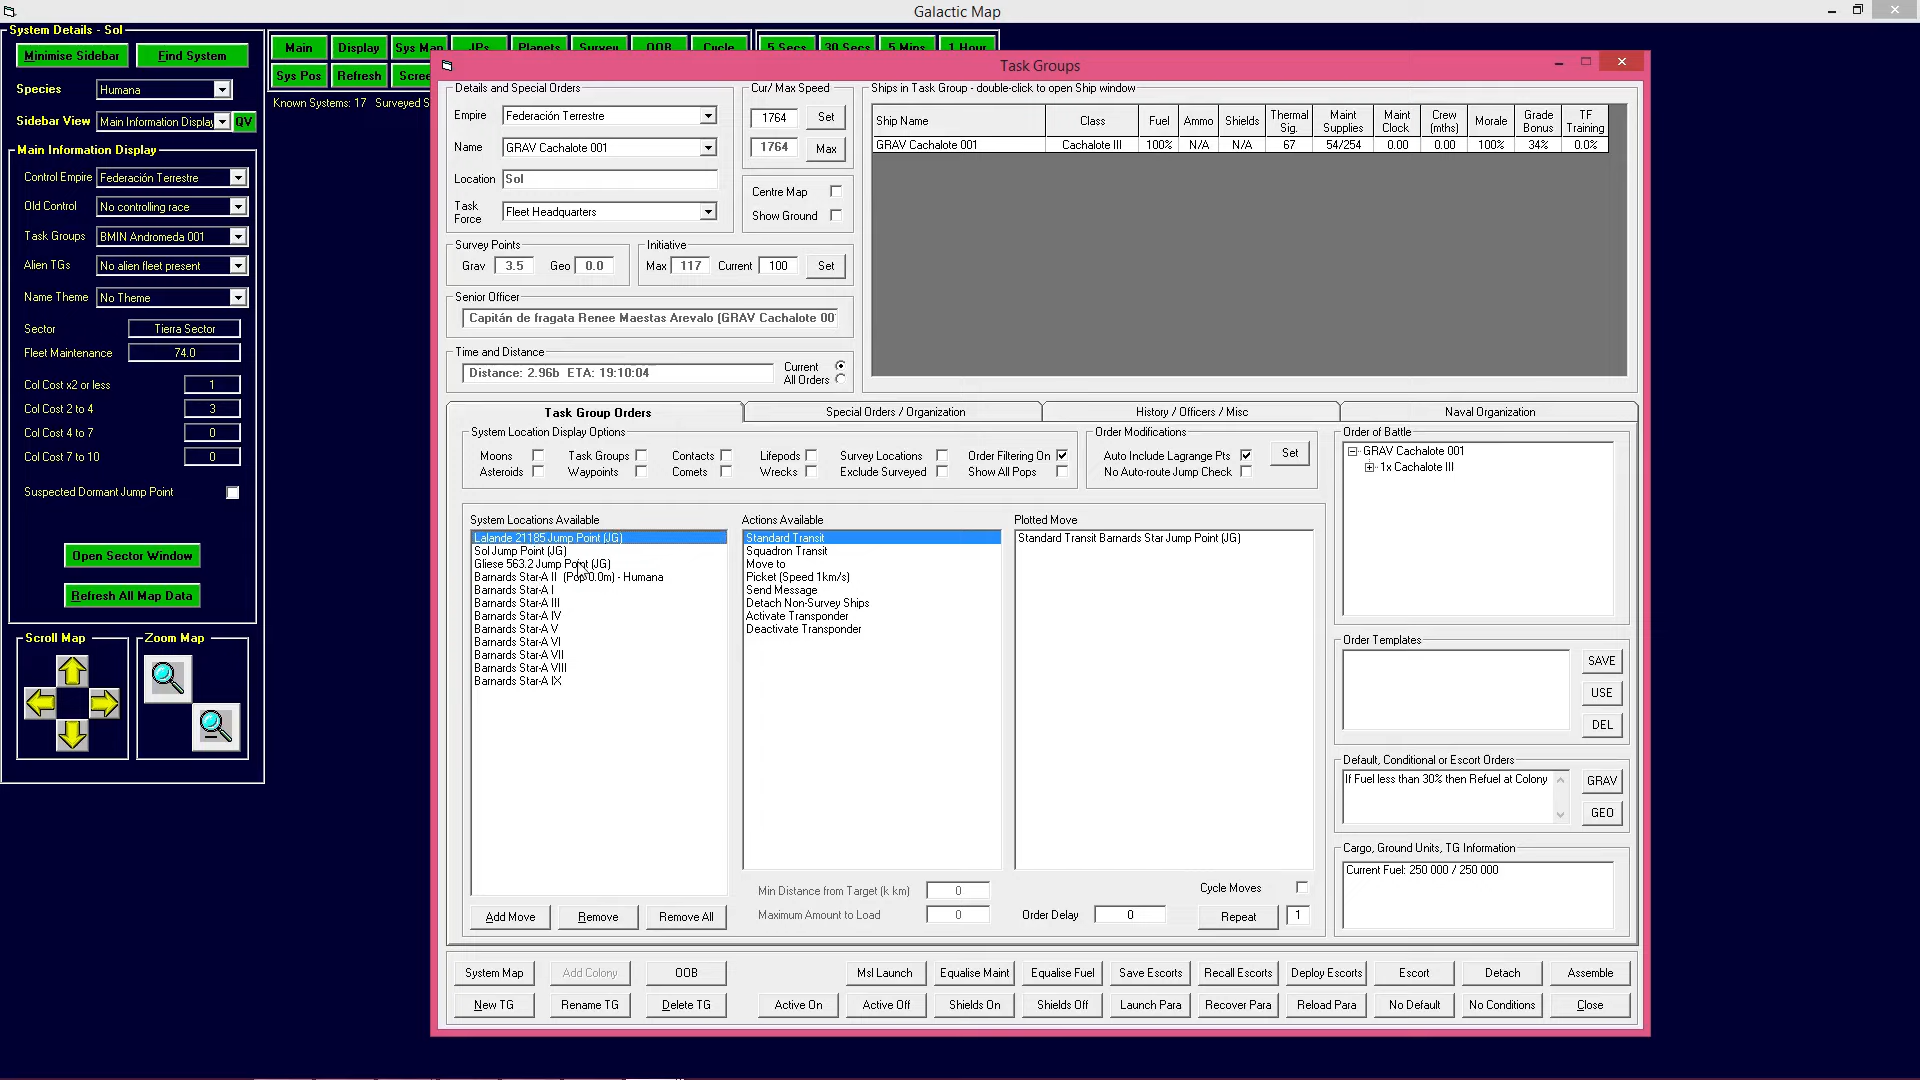 Galactic Map
System Details - Sol
Minimise Sidebar
Find System
Species
Humana
Sidebar View
Main Information Display
QV
Main Information Display
Control Empire
Federación Terrestre
Old Control
No controlling race
Task Groups
BMIN Andromeda 001
Alien TGs
No alien fleet present
Name Theme
No Theme
Sector
Tierra Sector
Fleet Maintenance
74.0
Col Cost x2 or less
1
Col Cost 2 to 4
3
Col Cost 4 to 7
0
Col Cost 7 to 10
0
Suspected Dormant Jump Point
Open Sector Window
Refresh All Map Data
Scroll Map
Zoom Map
Main
Display
Sys Map
JPs
Planets
Survey
OOB
Cycle
5 Secs
30 Secs
5 Mins
1 Hour
Sys Pos
Refresh
Known Systems: 17 Surveyed S
Task Groups
Details and Special Orders
Empire
Federación Terrestre
Name
GRAV Cachalote 001
Location
Sol
Task Force
Fleet Headquarters
Cur/ Max Speed
1764
Set
1764
Max
Centre Map
Show Ground
Survey Points
Grav
3.5
Geo
0.0
Initiative
Max
117
Current
100
Set
Senior Officer
Capitán de fragata Renee Maestas Arevalo (GRAV Cachalote 00
Time and Distance
Distance: 2.96b ETA: 19:10:04
Current
All Orders
Ships in Task Group - double-click to open Ship window
Ship Name Class Fuel Ammo Shields Thermal Sig. Maint Supplies Maint Clock Crew (mths) Morale Grade Bonus TF Training
GRAV Cachalote 001 Cachalote III 100% N/A N/A 67 54/254 0.00 0.00 100% 34% 0.0%
Task Group Orders
Special Orders / Organization
History / Officers / Misc
Naval Organization
System Location Display Options
Moons
Task Groups
Contacts
Lifepods
Survey Locations
Order Filtering On
Asteroids
Waypoints
Comets
Wrecks
Exclude Surveyed
Show All Pops
Order Modifications
Auto Include Lagrange Pts
No Auto-route Jump Check
Set
System Locations Available
Lalande 21185 Jump Point (JG)
Sol Jump Point (JG)
Gliese 563.2 Jump Point (JG)
Barnards Star-A II (Pop 0.0m) - Humana
Barnards Star-A I
Barnards Star-A III
Barnards Star-A IV
Barnards Star-A V
Barnards Star-A VI
Barnards Star-A VII
Barnards Star-A VIII
Barnards Star-A IX
Actions Available
Standard Transit
Squadron Transit
Move to
Picket (Speed 1km/s)
Send Message
Detach Non-Survey Ships
Activate Transponder
Deactivate Transponder
Plotted Move
Standard Transit Barnards Star Jump Point (JG)
Min Distance from Target (k km)
0
Maximum Amount to Load
0
Cycle Moves
Order Delay
0
Repeat
1
Add Move
Remove
Remove All
Order of Battle
GRAV Cachalote 001
1x Cachalote III
Order Templates
SAVE
USE
DEL
Default, Conditional or Escort Orders
If Fuel less than 30% then Refuel at Colony
GRAV
GEO
Cargo, Ground Units, TG Information
Current Fuel: 250 000 / 250 000
System Map
Add Colony
OOB
Msl Launch
Equalise Maint
Equalise Fuel
Save Escorts
Recall Escorts
Deploy Escorts
Escort
Detach
Assemble
New TG
Rename TG
Delete TG
Active On
Active Off
Shields On
Shields Off
Launch Para
Recover Para
Reload Para
No Default
No Conditions
Close